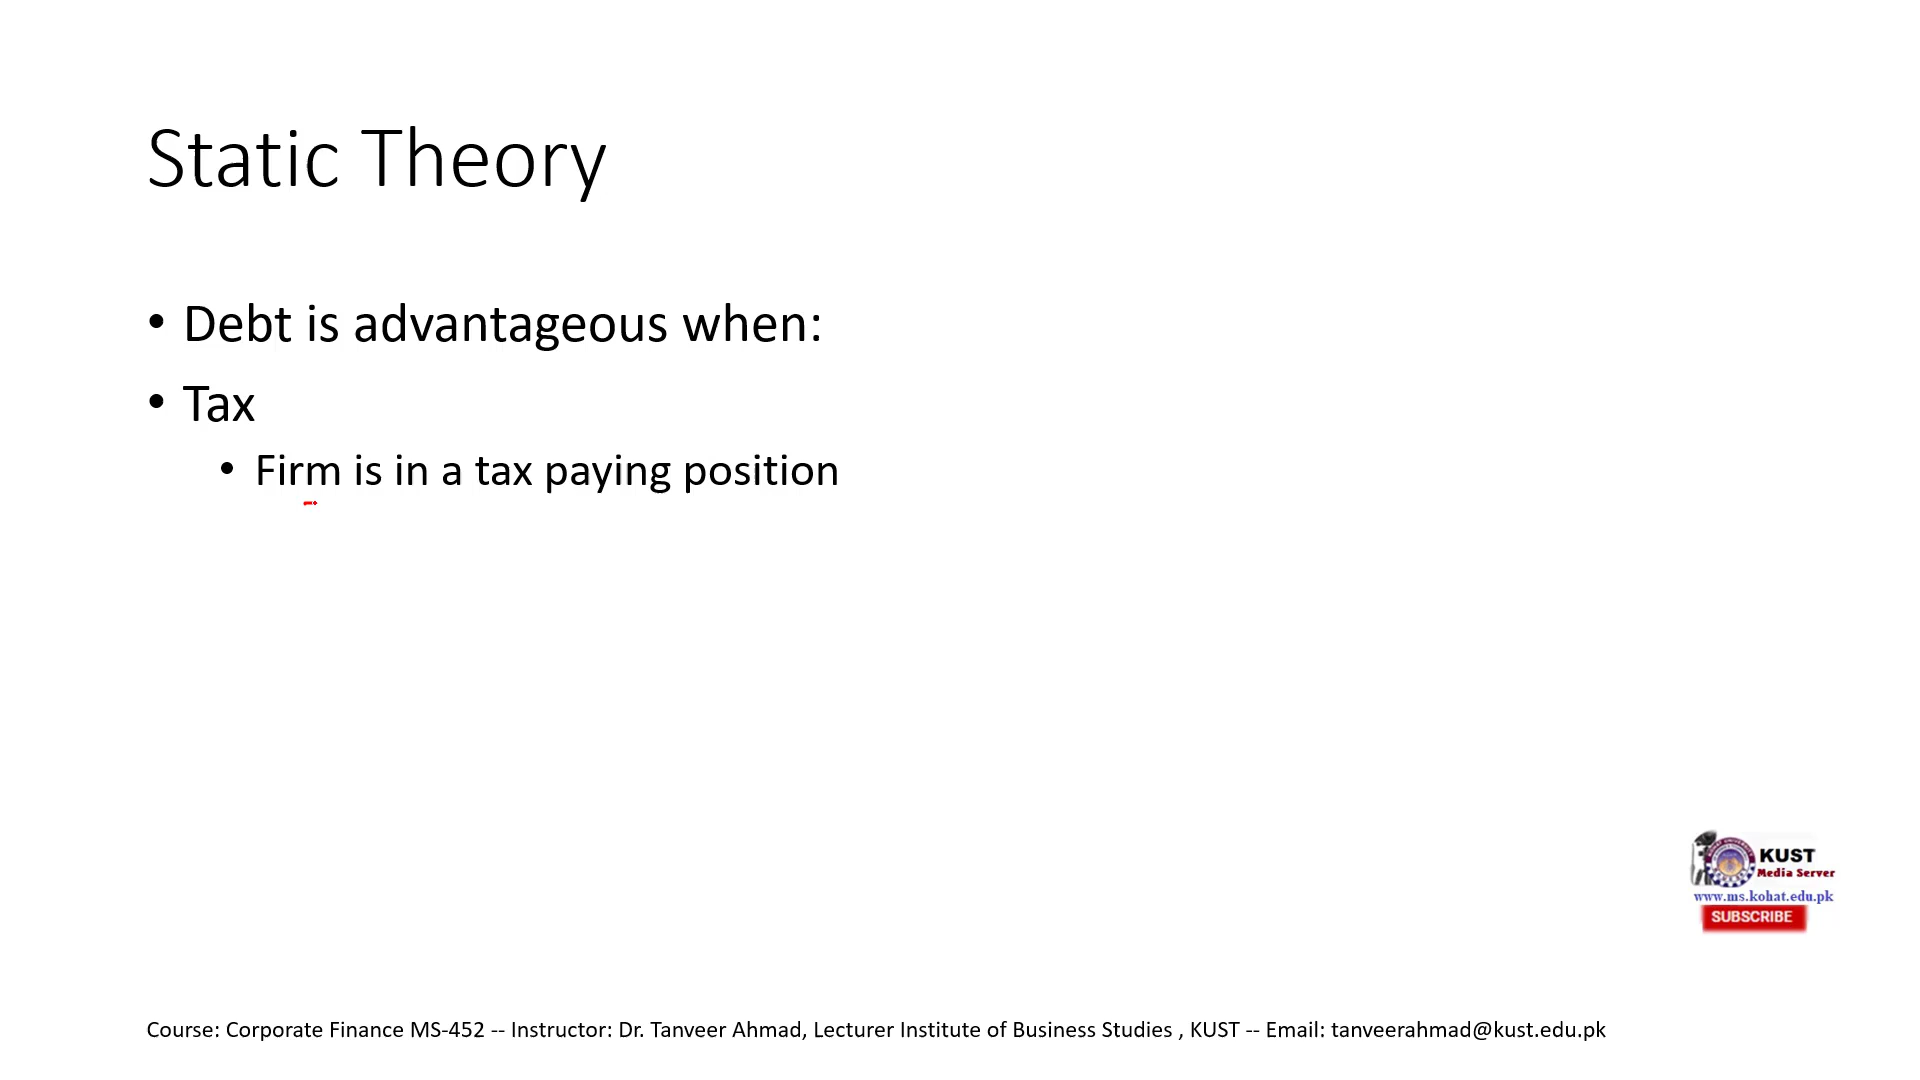 Static Theory
• Debt is advantageous when:
• Tax
• Firm is in a tax paying position
KUST
Media Server
www.ms.kohat.edu.pk
SUBSCRIBE
Course: Corporate Finance MS-452 -- Instructor: Dr. Tanveer Ahmad, Lecturer Institute of Business Studies , KUST -- Email: tanveerahmad@kust.edu.pk